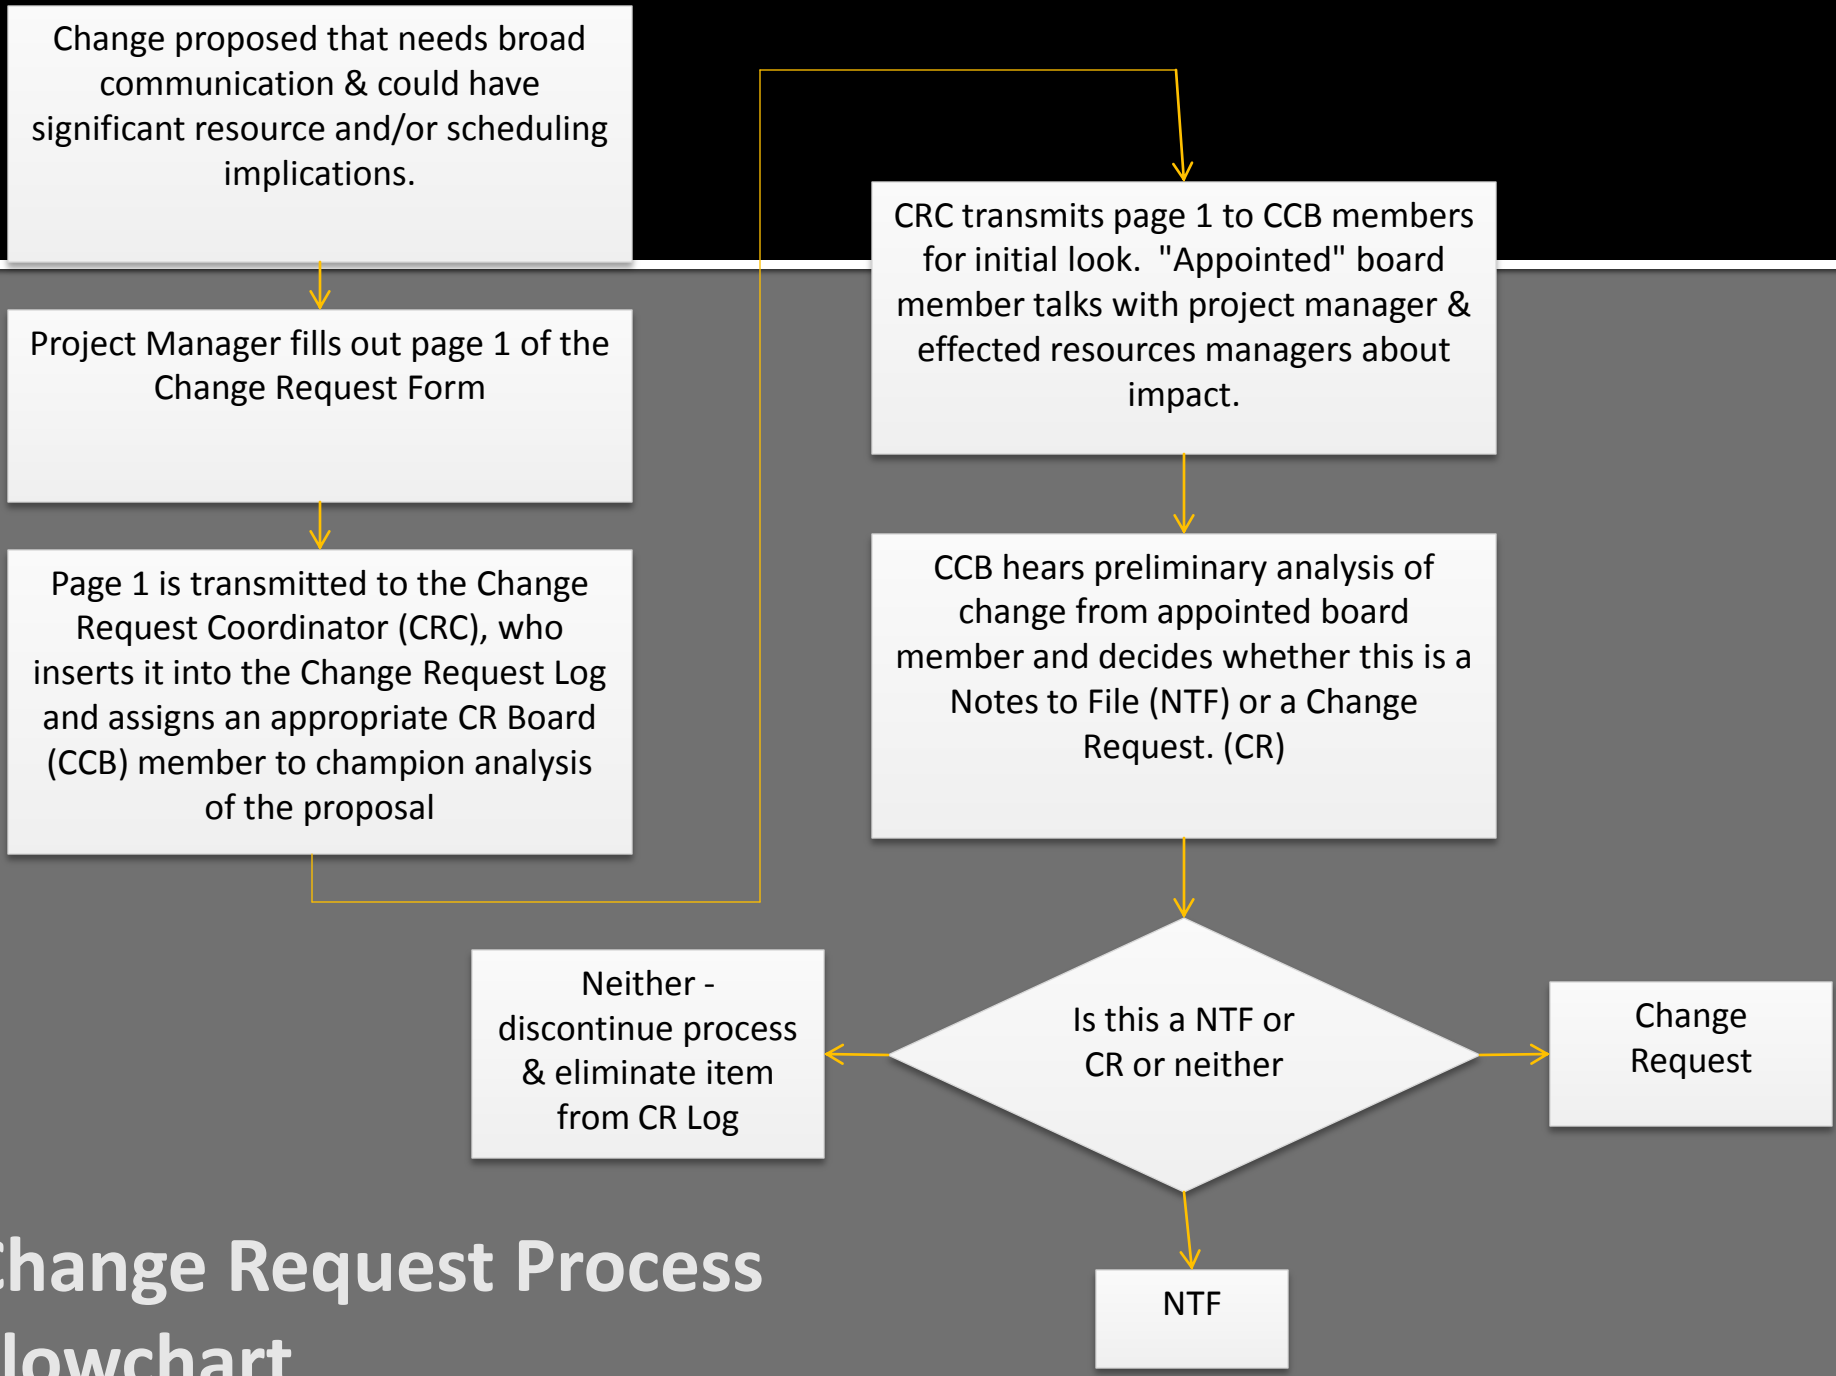 Change proposed that needs broad
communication & could have
significant resource and/or scheduling
implications.
Project Manager fills out page 1 of the
Change Request Form
Page 1 is transmitted to the Change
Request Coordinator (CRC), who
inserts it into the Change Request Log
and assigns an appropriate CR Board
(CCB) member to champion analysis
of the proposal
CRC transmits page 1 to CCB members
for initial look.  "Appointed" board
member talks with project manager &
effected resources managers about
impact.
CCB hears preliminary analysis of
change from appointed board
member and decides whether this is a
Notes to File (NTF) or a Change
Request. (CR)
Is this a NTF or
CR or neither
Neither -
discontinue process
& eliminate item
from CR Log
Change
Request
NTF
Change Request Process
lowchart